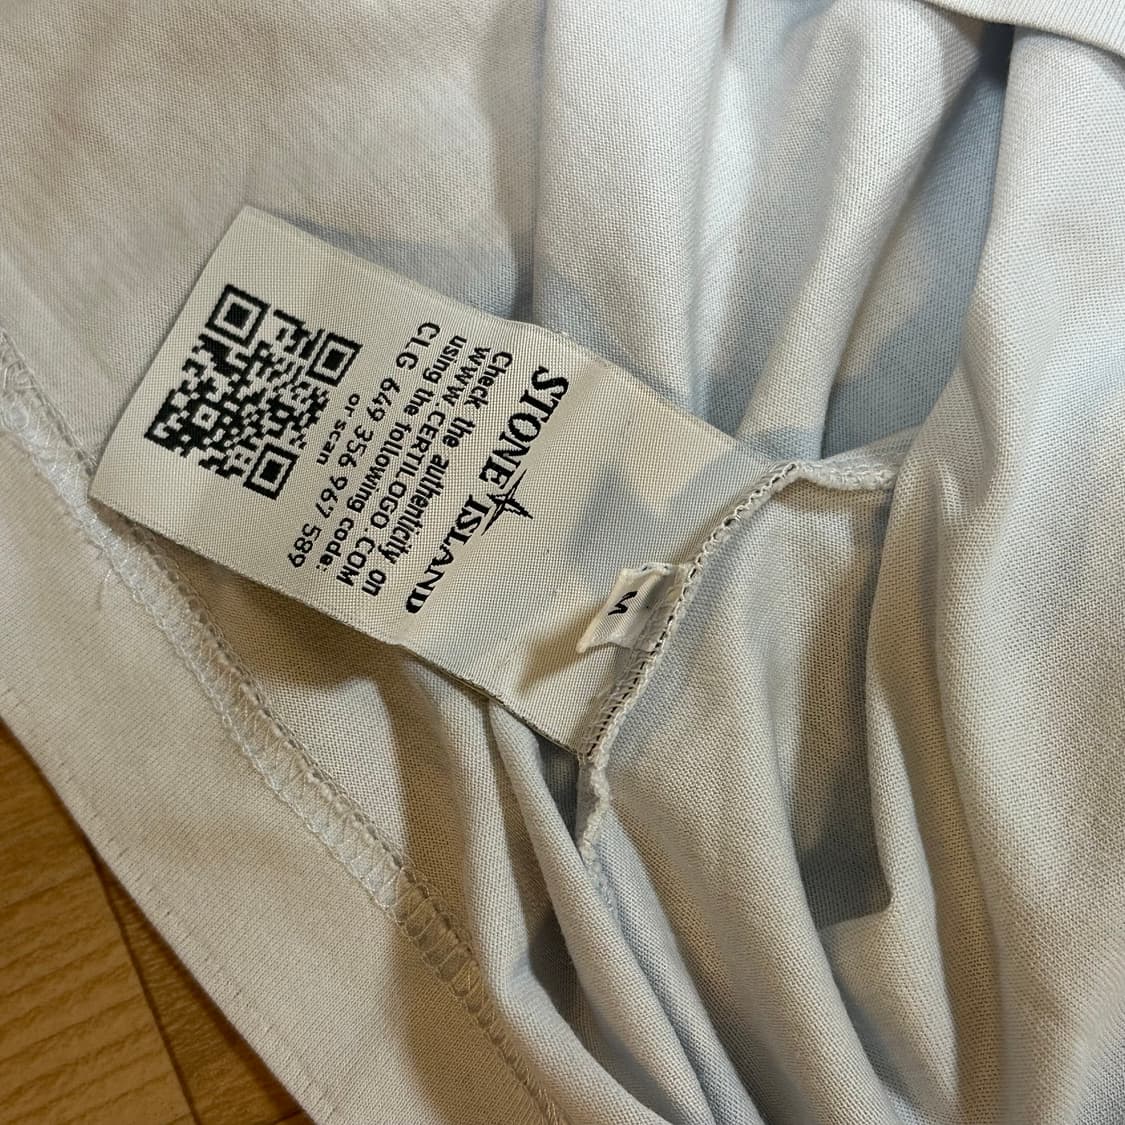 STONE ISLAND
Check the authenticity on
WWW.CERTILOGO.COM
using the following code:
CLG 649 356 967 589
or scan
M